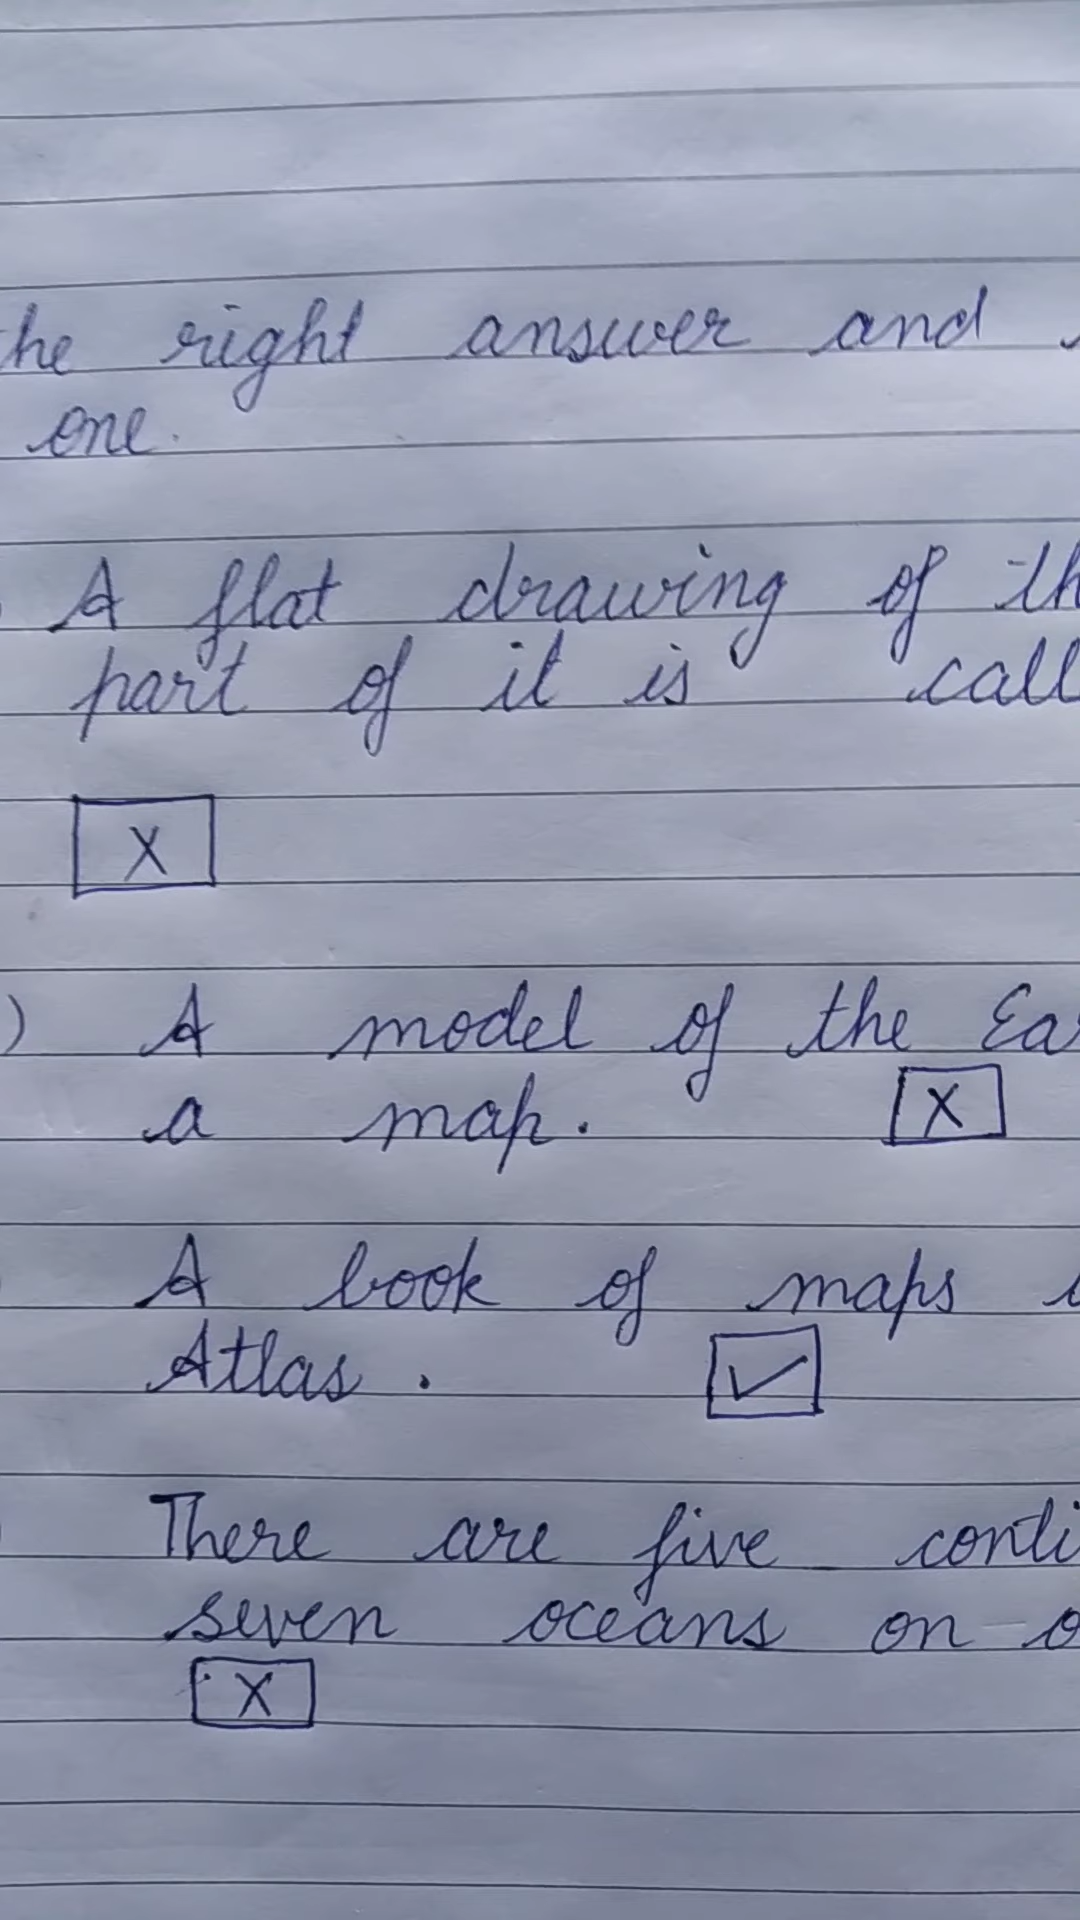 he right answer and
one.
A flat drawing of th
part of it is call
X
) A model of the Ea
a map. X
A book of maps
Atlas. ✓
There are five conti
seven oceans on o
X